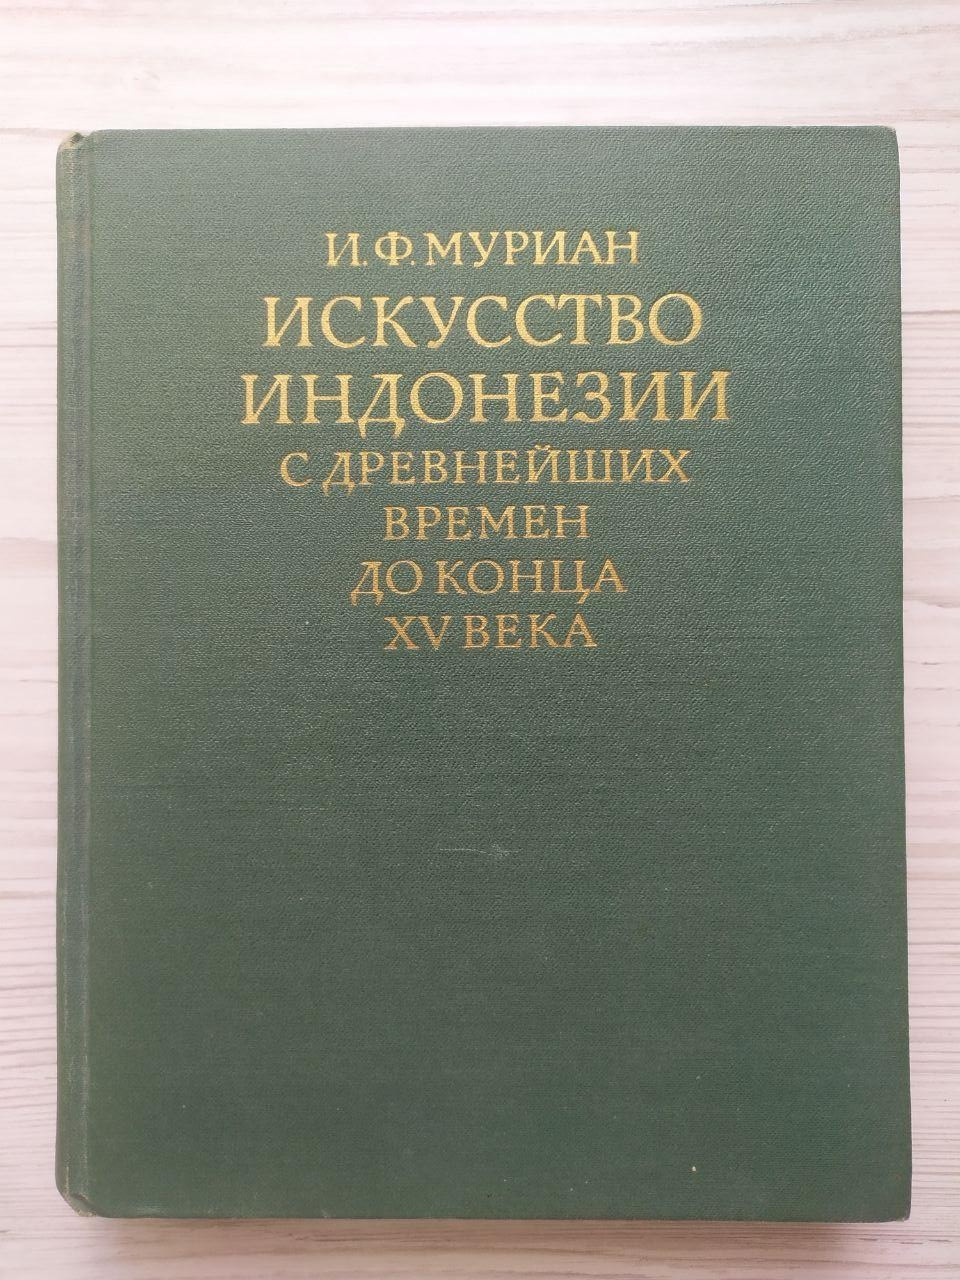 И. Ф. МУРИАН
ИСКУССТВО
ИНДОНЕЗИИ
С ДРЕВНЕЙШИХ
ВРЕМЕН
ДО КОНЦА
XV ВЕКА